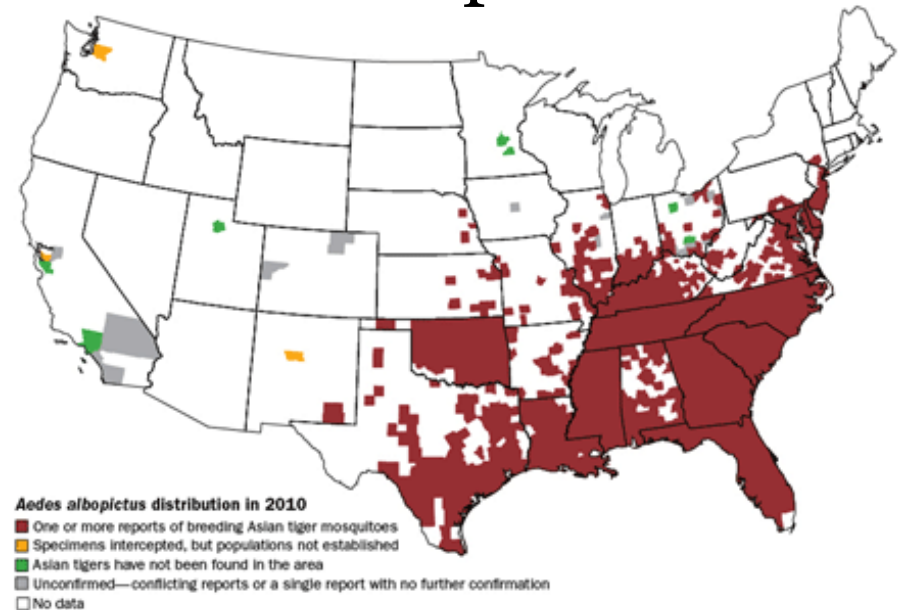 Aedes albopictus distribution in 2010
One or more reports of breeding Asian tiger mosquitoes
Specimens intercepted, but populations not established
Asian tigers have not been found in the area
Unconfirmed—conflicting reports or a single report with no further confirmation
No data